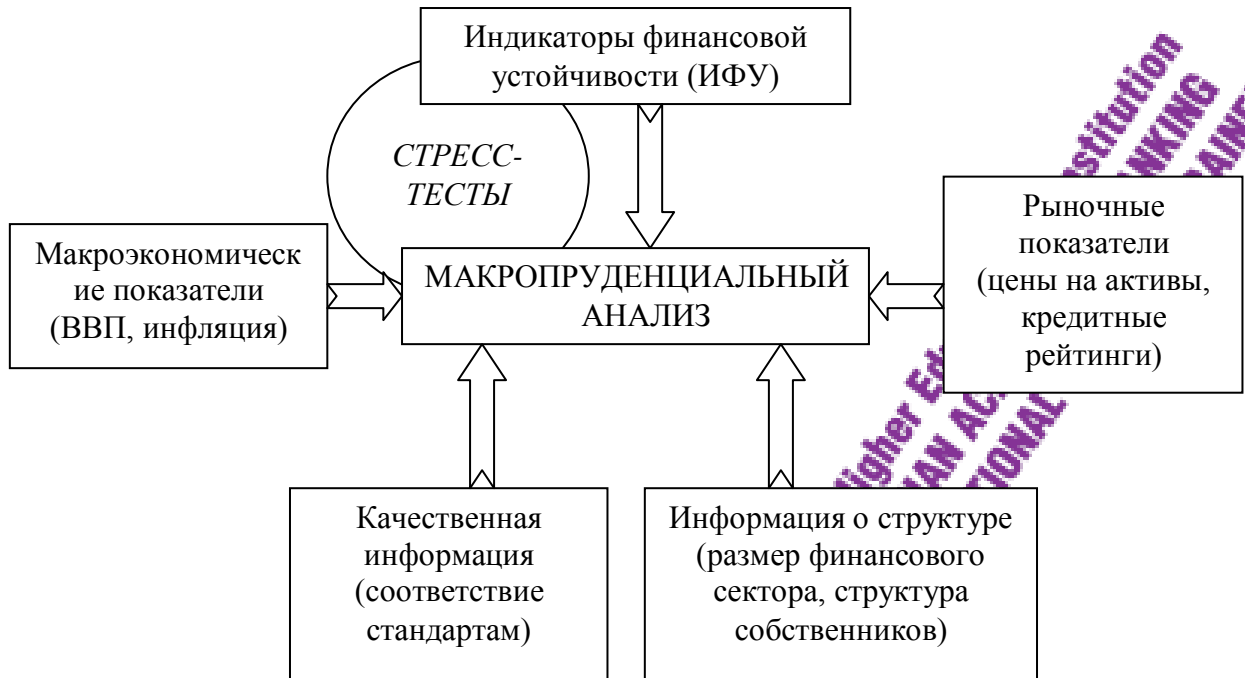 Индикаторы финансовой
устойчивости (ИФУ)
СТРЕСС-
ТЕСТЫ
Макроэкономическ
ие показатели
(ВВП, инфляция)
МАКРОПРУДЕНЦИАЛЬНЫЙ
АНАЛИЗ
Рыночные
показатели
(цены на активы,
кредитные
рейтинги)
Качественная
информация
(соответствие
стандартам)
Информация о структуре
(размер финансового
сектора, структура
собственников)
Higher